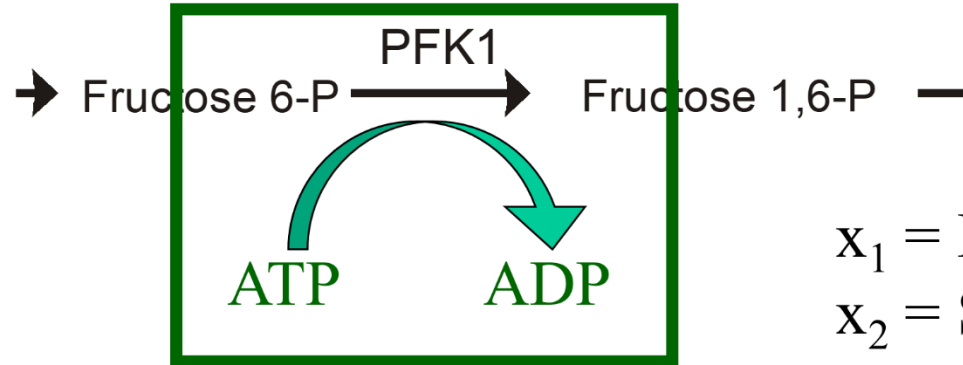 PFK1
Fructose 6-P Fructose 1,6-P
ATP ADP
x₁ =
x₂ =